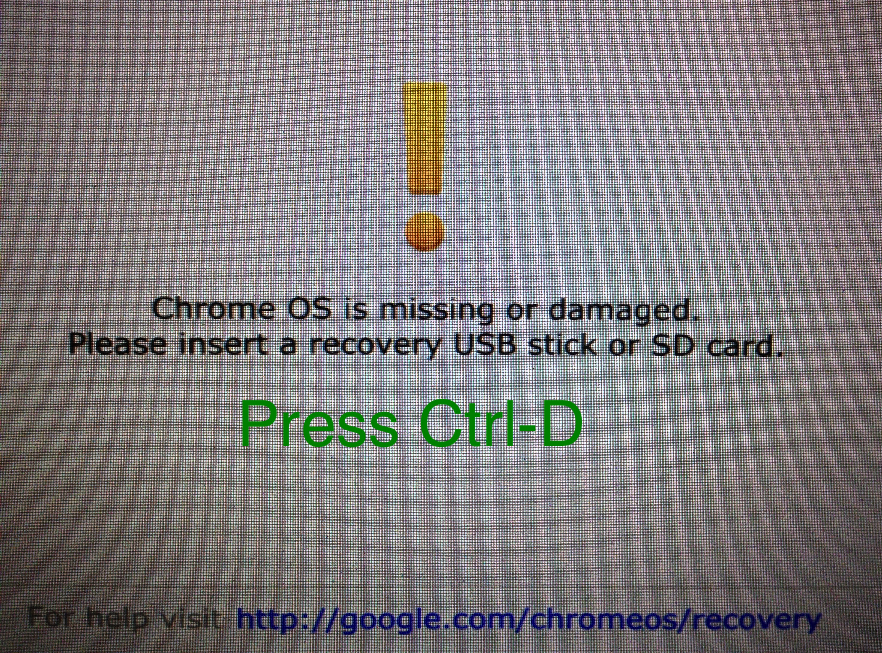 Chrome OS is missing or damaged.
Please insert a recovery USB stick or SD card.
Press Ctrl-D
For help visit http://google.com/chromeos/recovery